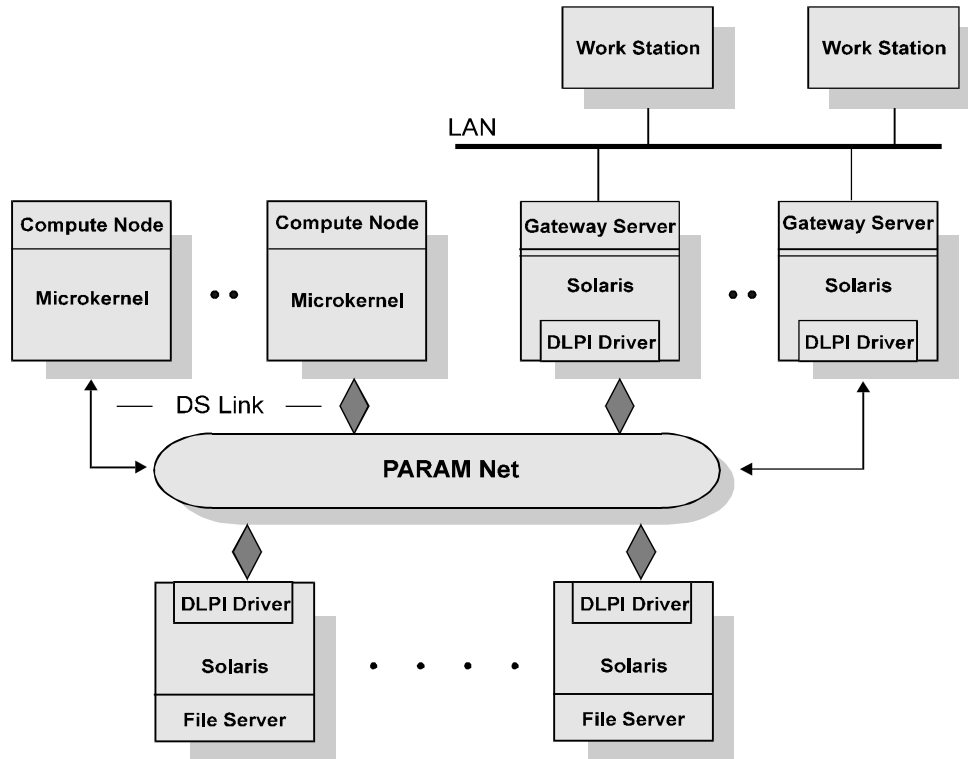 Work Station
Work Station
LAN
Compute Node
Compute Node
Gateway Server
Gateway Server
Microkernel
Microkernel
Solaris
Solaris
DLPI Driver
DLPI Driver
DS Link
PARAM Net
DLPI Driver
DLPI Driver
Solaris
Solaris
File Server
File Server